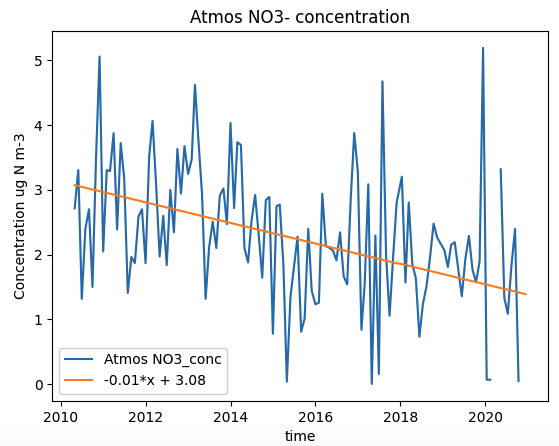 Atmos NO3- concentration
Concentration ug N m-3
5
4
3
2
1
0
Atmos NO3_conc
-0.01*x + 3.08
2010
2012
2014
2016
2018
2020
time